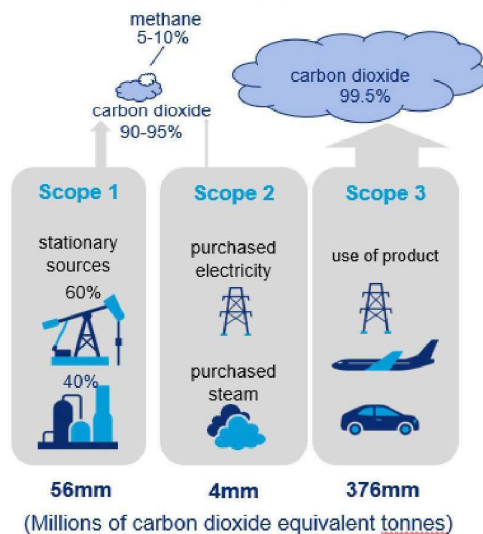 methane
5-10%
carbon dioxide
90-95%
carbon dioxide
99.5%
Scope 1
stationary
sources
60%
40%
Scope 2
purchased
electricity
purchased
steam
Scope 3
use of product
56mm
4mm
376mm
(Millions of carbon dioxide equivalent tonnes)